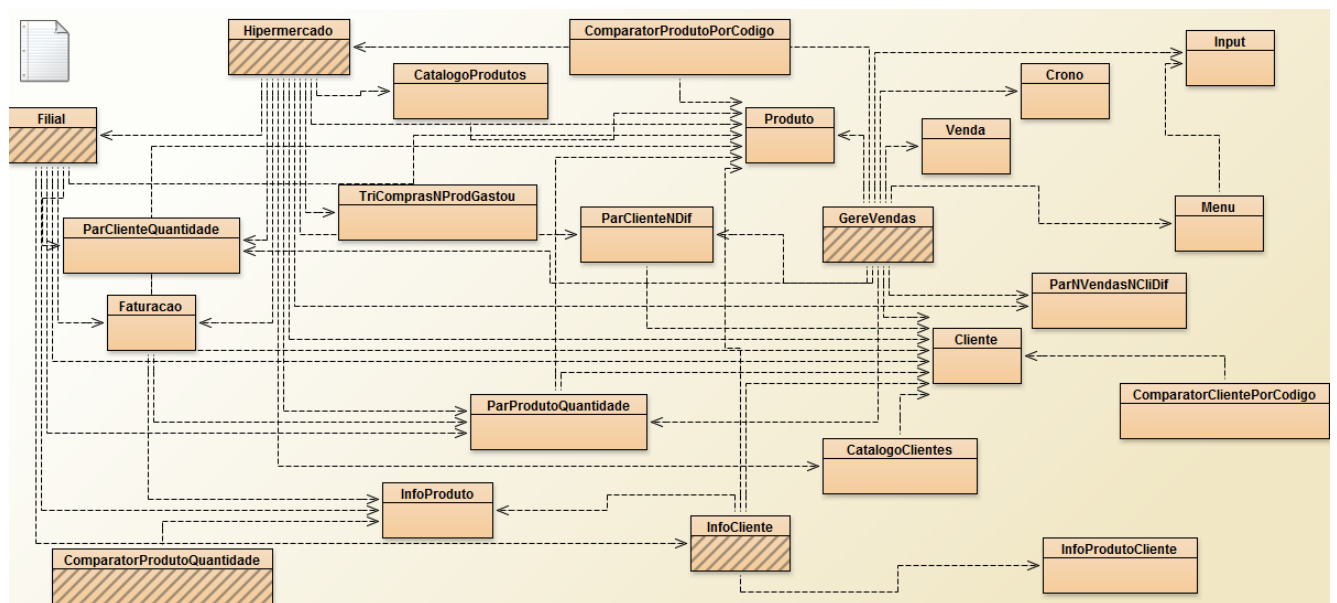 Hipermercado
ComparatorProdutoPorCodigo
Input
CatalogoProdutos
Crono
Filial
Produto
Venda
TriComprasNProdGastou
ParClienteNDif
GereVendas
Menu
ParClienteQuantidade
ParNVendasNCliDif
Faturacao
Cliente
ComparatorClientePorCodigo
ParProdutoQuantidade
CatalogoClientes
InfoProduto
InfoCliente
InfoProdutoCliente
ComparatorProdutoQuantidade